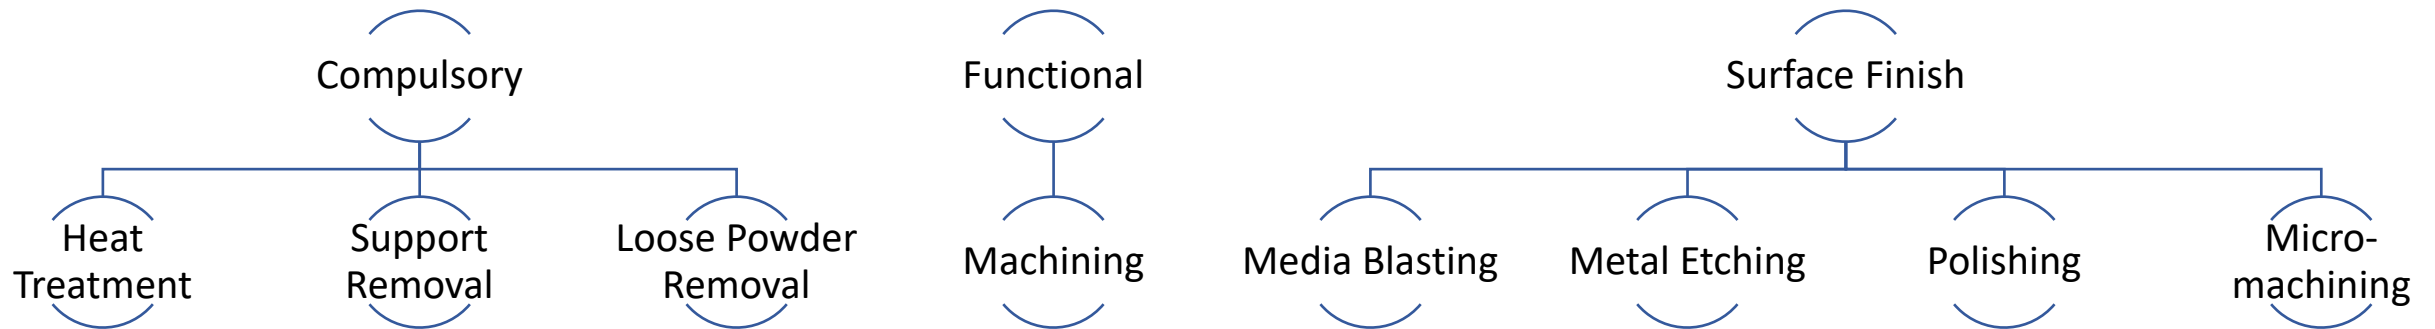 Compulsory
Functional
Surface Finish
Heat
Treatment
Support
Removal
Loose Powder
Removal
Machining
Media Blasting
Metal Etching
Polishing
Micro-
machining